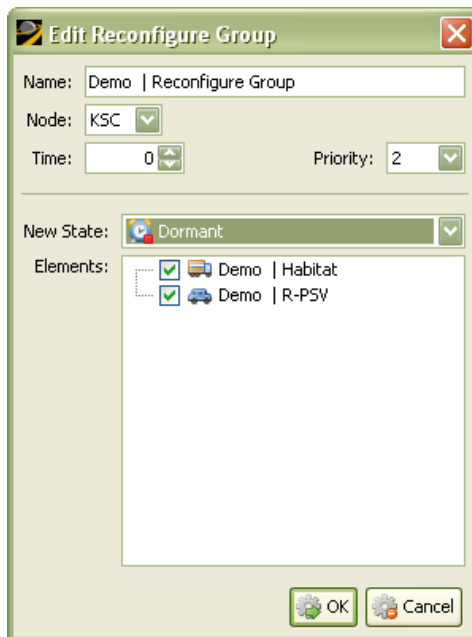 Edit Reconfigure Group
Name: Demo | Reconfigure Group
Node: KSC
Time: 0 Priority: 2
New State: Dormant
Elements: Demo | Habitat
Demo | R-PSV
OK Cancel